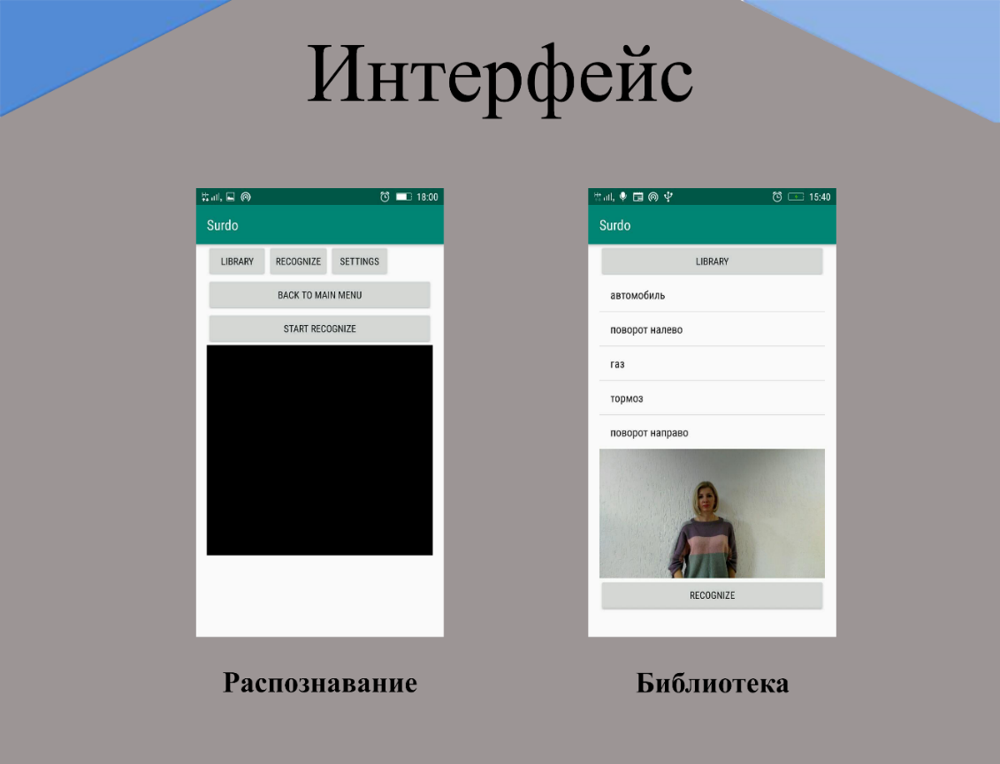 Интерфейс
18:00
Surdo
LIBRARY
RECOGNIZE
SETTINGS
BACK TO MAIN MENU
START RECOGNIZE
Распознавание
15:40
Surdo
LIBRARY
автомобиль
поворот налево
газ
тормоз
поворот направо
RECOGNIZE
Библиотека